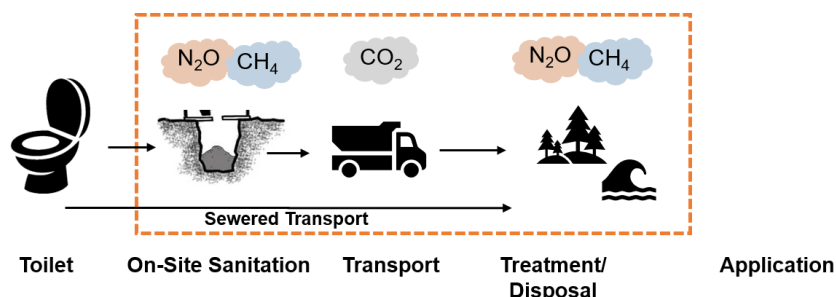 N₂O CH₄
CO₂
N₂O CH₄
Sewered Transport
Toilet
On-Site Sanitation
Transport
Treatment/
Disposal
Application